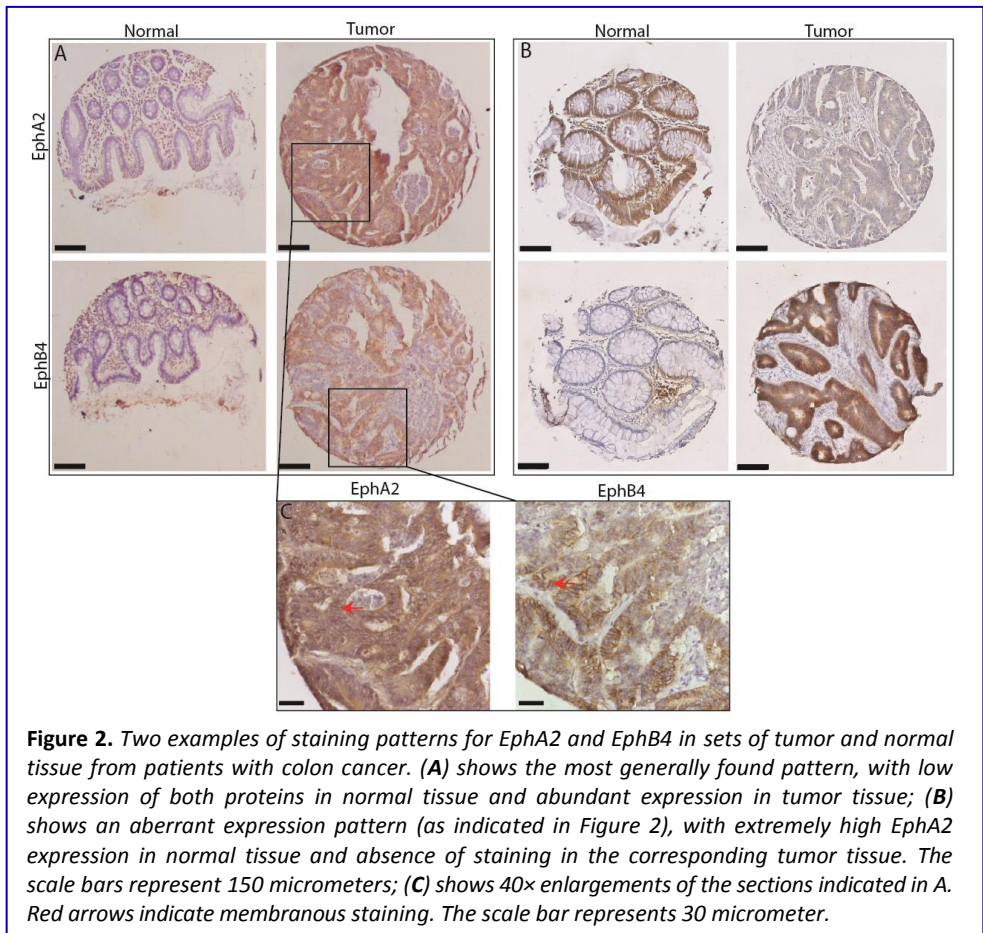 Normal Tumor Normal Tumor
A B
EphA2
EphB4
EphA2 EphB4
C
Figure 2. Two examples of staining patterns for EphA2 and EphB4 in sets of tumor and normal
tissue from patients with colon cancer. (A) shows the most generally found pattern, with low
expression of both proteins in normal tissue and abundant expression in tumor tissue; (B)
shows an aberrant expression pattern (as indicated in Figure 2), with extremely high EphA2
expression in normal tissue and absence of staining in the corresponding tumor tissue. The
scale bars represent 150 micrometers; (C) shows 40× enlargements of the sections indicated in A.
Red arrows indicate membranous staining. The scale bar represents 30 micrometer.